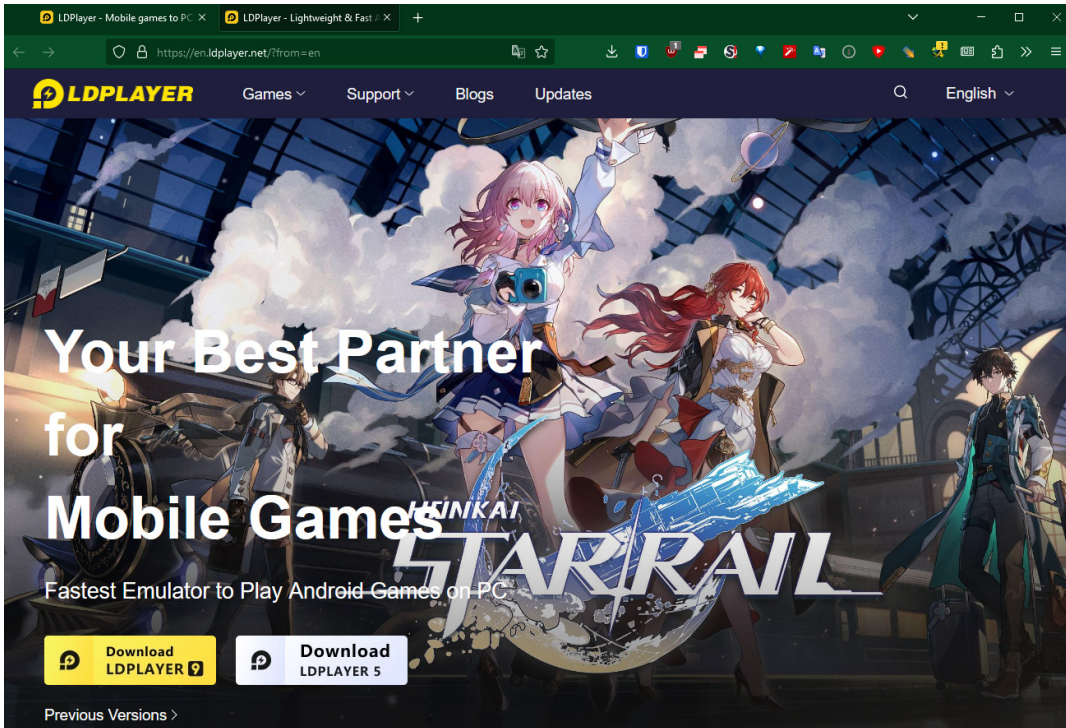 LDPlayer - Mobile games to PC
LDPlayer - Lightweight & Fast A
https://en.ldplayer.net/?from=en
LDPLAYER
Games
Support
Blogs
Updates
English
Your Best Partner
for
Mobile Games
HONKAI
STAR RAIL
Fastest Emulator to Play Android Games on PC
Download
LDPLAYER 9
Download
LDPLAYER 5
Previous Versions >